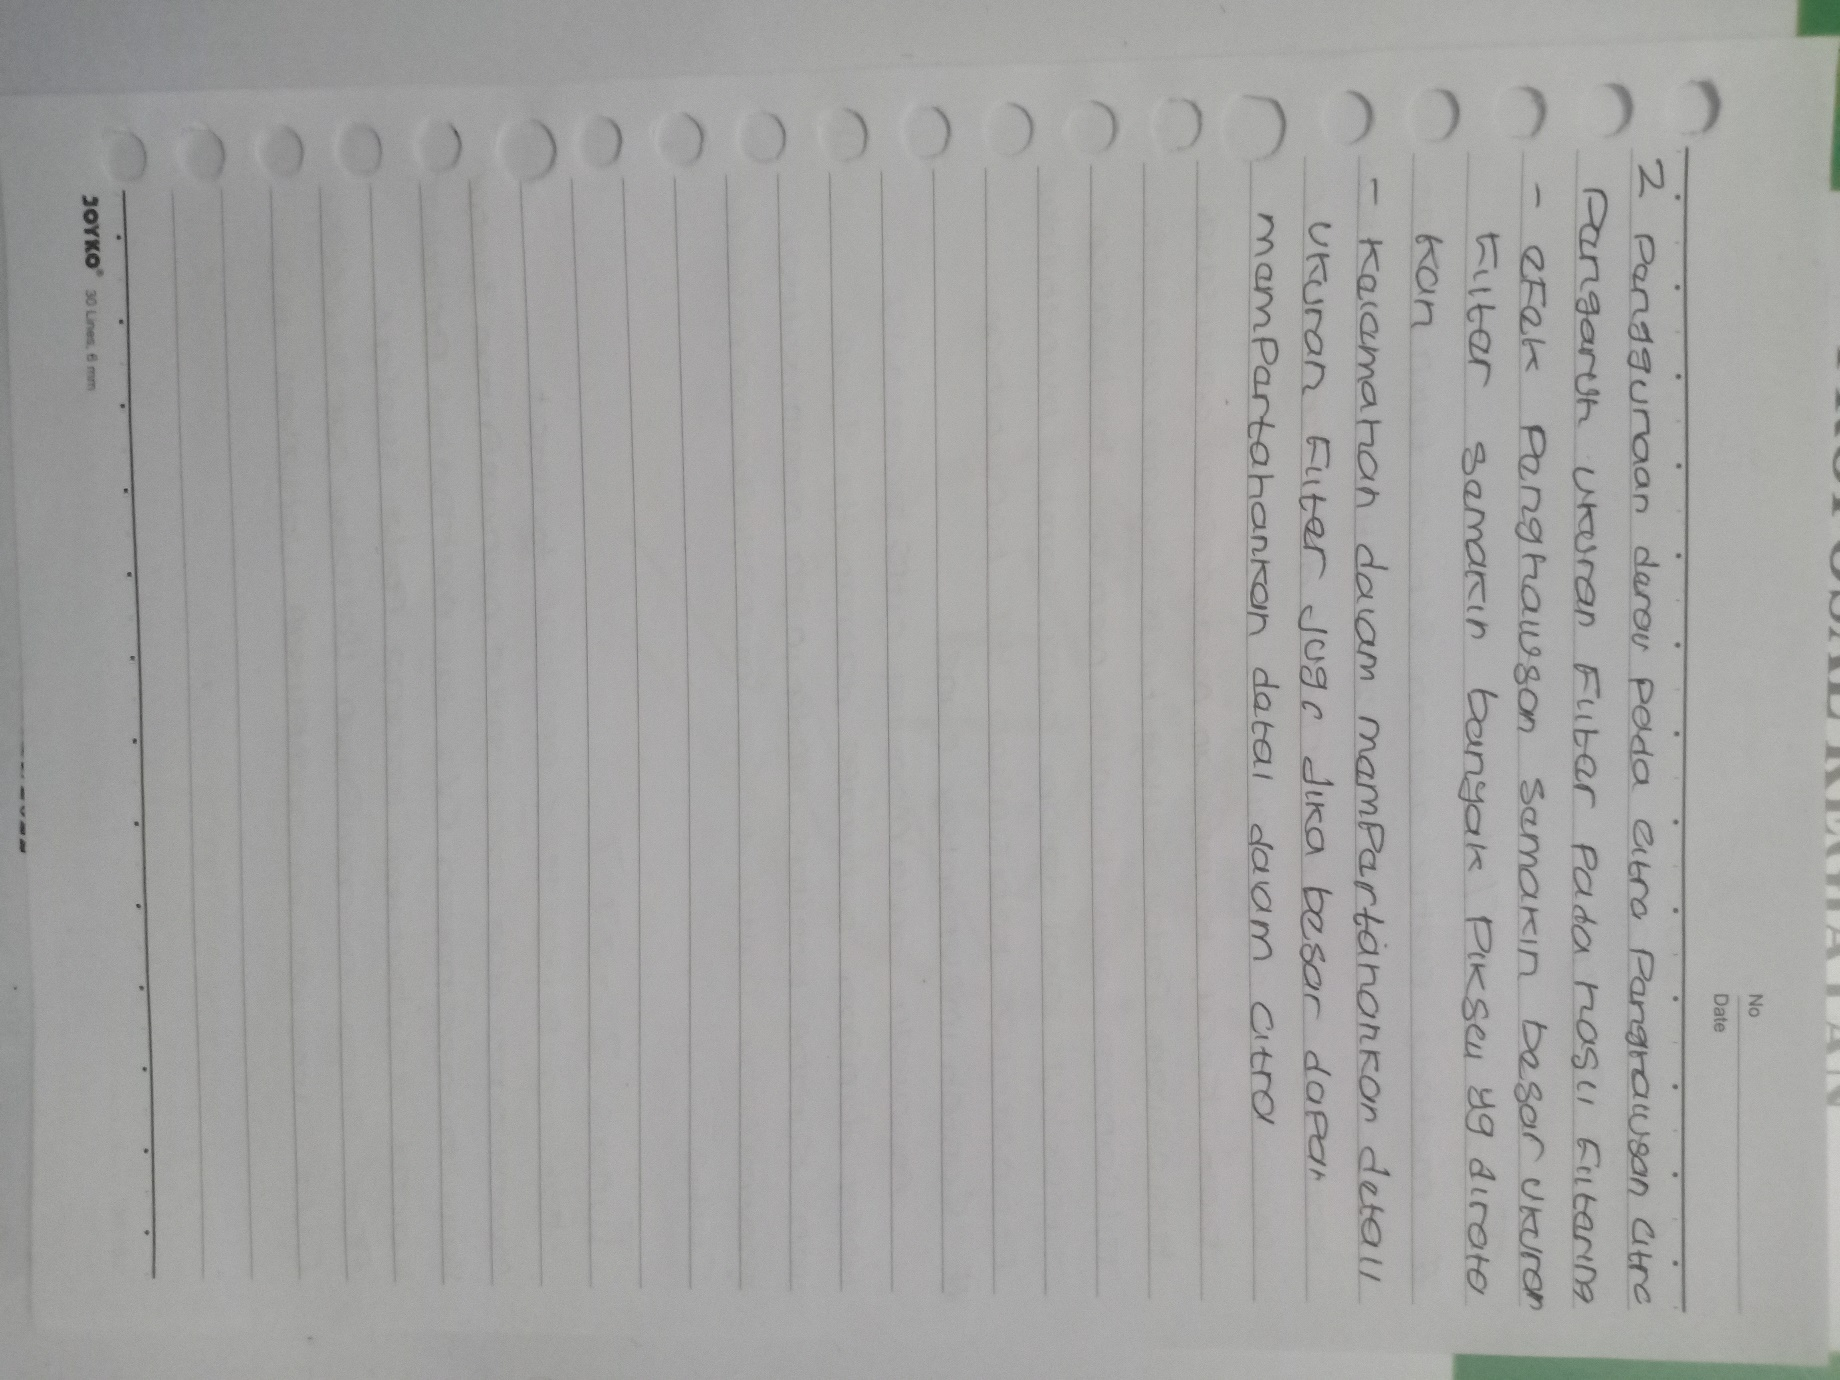 No
Date
2 Penggunaan derau pada citra Penghalusan Citra
Pengaruh ukuran Filter pada hasil Filtering
- eFek Penghalusan semakin besar ukuran
Filter semakin banyak Piksel yg dirata
kan
- kelemahan dalam memPertahankan detail
ukuran Filter juga jika besar dapat
memPertahankan detai dalam citra
JOYKO® 30 Lines, 6 mm